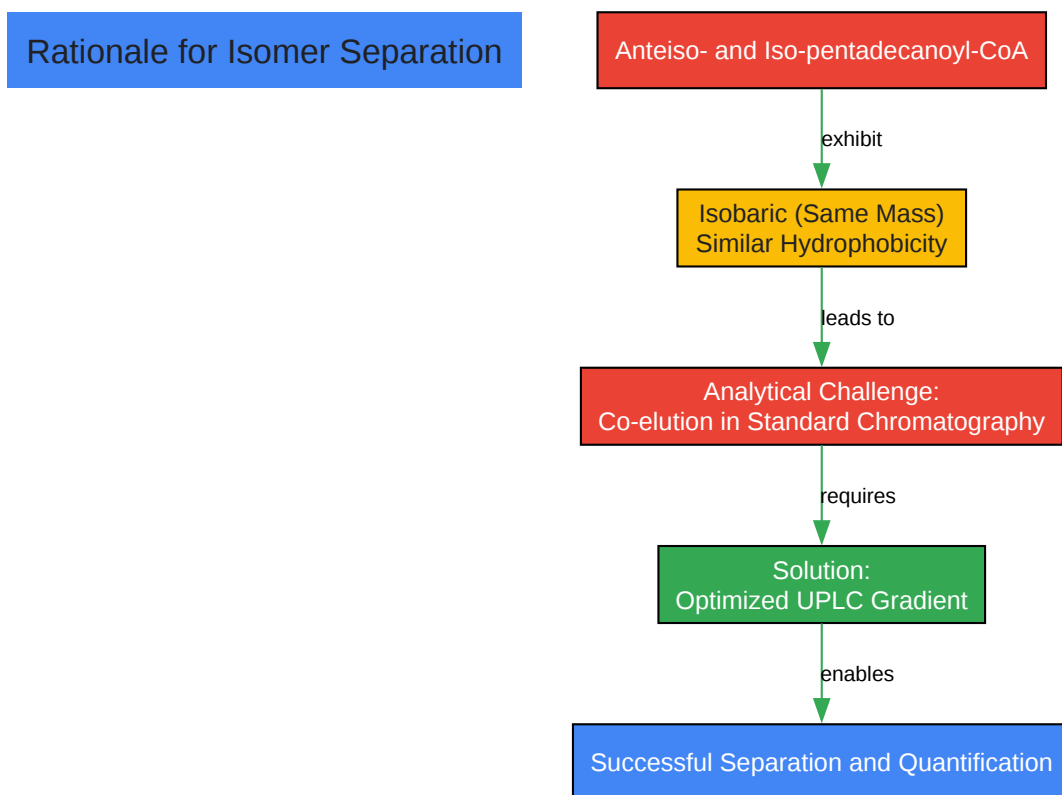 Rationale for Isomer Separation
Anteiso- and Iso-pentadecanoyl-CoA
exhibit
Isobaric (Same Mass)
Similar Hydrophobicity
leads to
Analytical Challenge:
Co-elution in Standard Chromatography
requires
Solution:
Optimized UPLC Gradient
enables
Successful Separation and Quantification